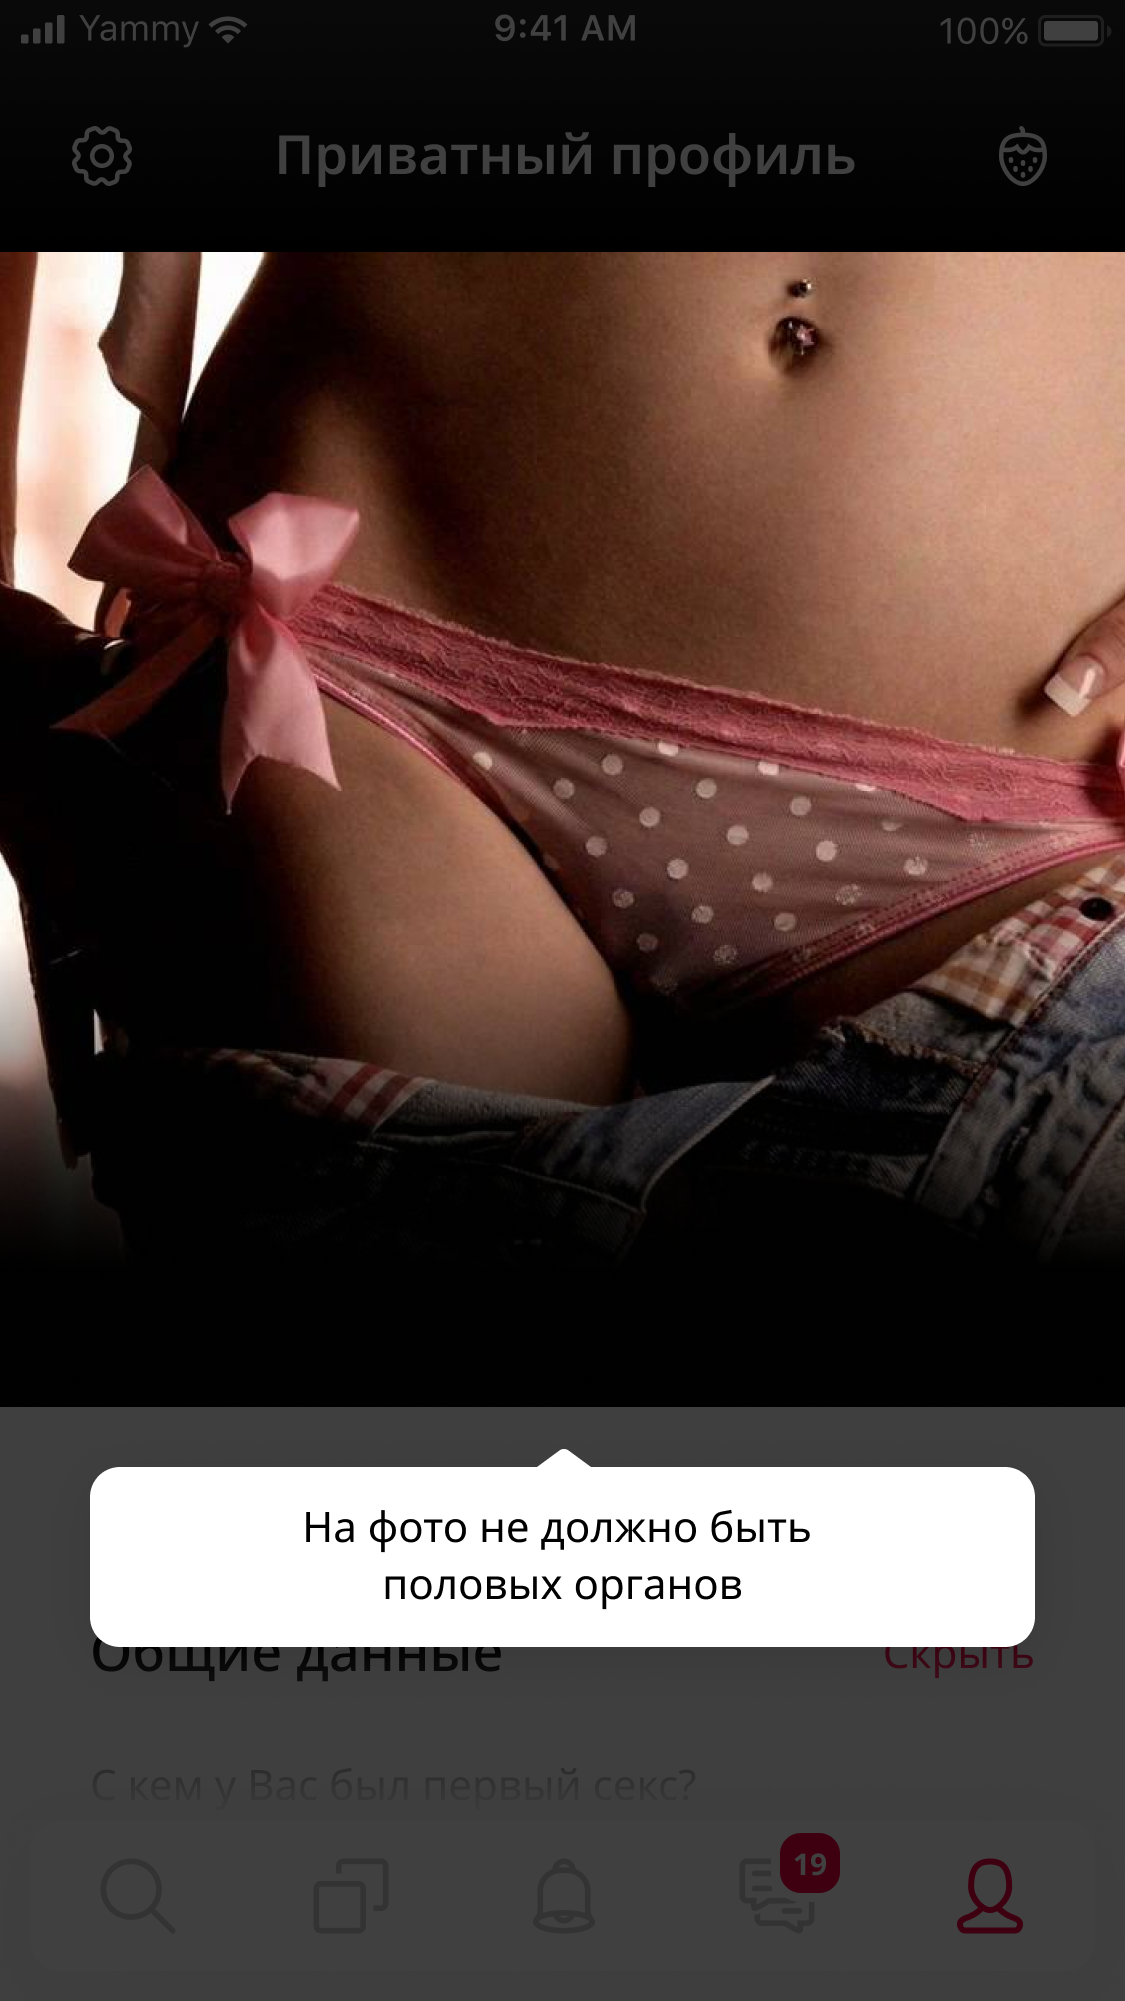 Yammy
9:41 AM
100%
Приватный профиль
На фото не должно быть
половых органов
Общие данные
Скрыть
С кем у Вас был первый секс?
19